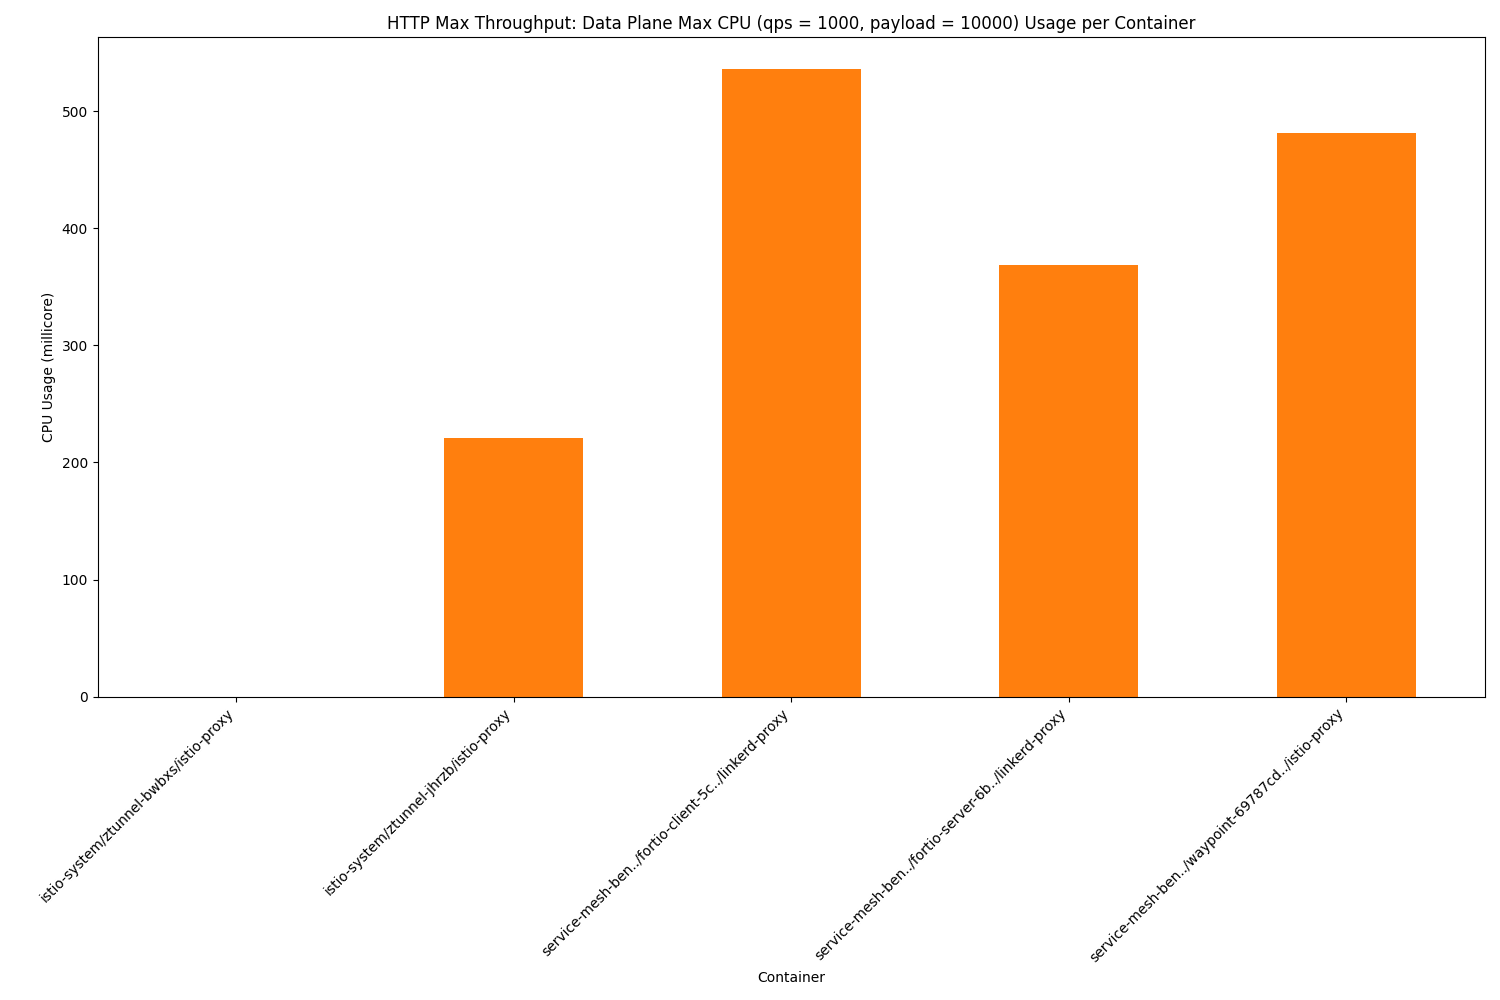 HTTP Max Throughput: Data Plane Max CPU (qps = 1000, payload = 10000) Usage per Container
CPU Usage (millicore)
500
400
300
200
100
0
istio-system/ztunnel-bwbxs/istio-proxy
istio-system/ztunnel-jhrzb/istio-proxy
service-mesh-ben../fortio-client-5c../linkerd-proxy
service-mesh-ben../fortio-server-6b../linkerd-proxy
service-mesh-ben../waypoint-69787cd../istio-proxy
Container